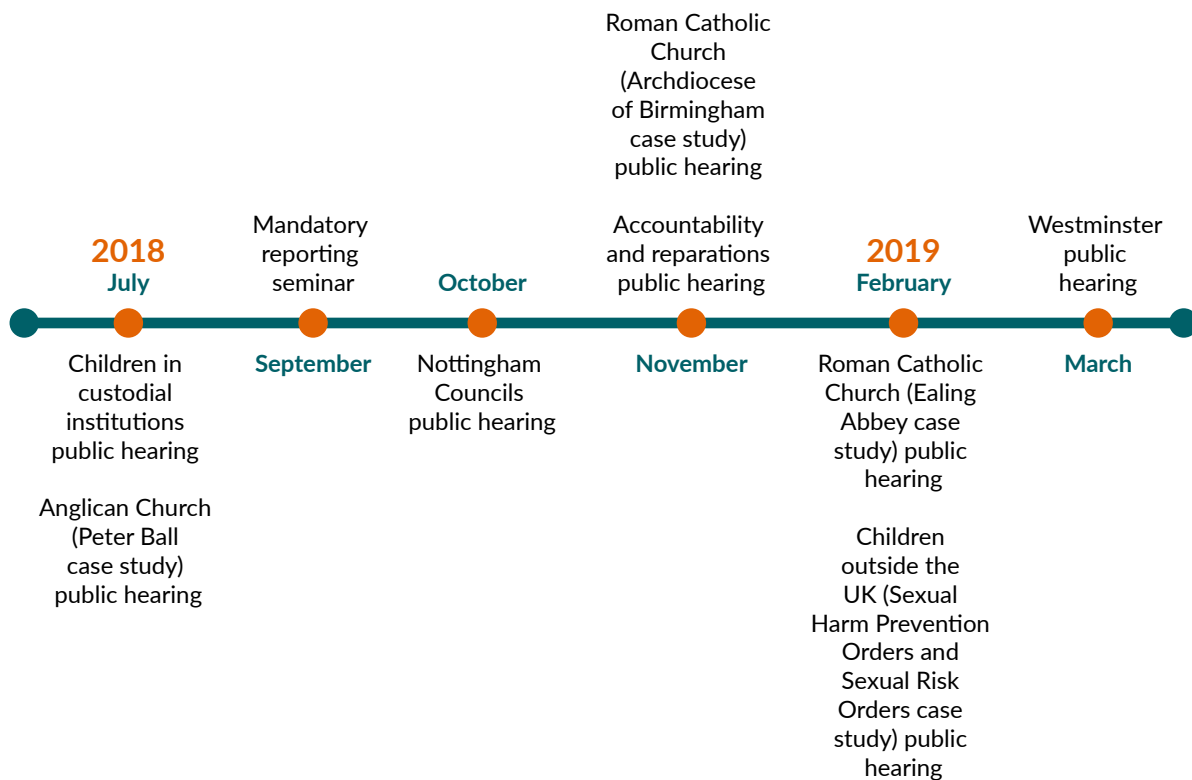 2018
July
Children in
custodial
institutions
public hearing
Anglican Church
(Peter Ball
case study)
public hearing
Mandatory
reporting
seminar
September
October
Nottingham
Councils
public hearing
Roman Catholic
Church
(Archdiocese
of Birmingham
case study)
public hearing
Accountability
and reparations
public hearing
November
2019
February
Roman Catholic
Church (Ealing
Abbey case
study) public
hearing
Children
outside the
UK (Sexual
Harm Prevention
Orders and
Sexual Risk
Orders case
study) public
hearing
Westminster
public
hearing
March